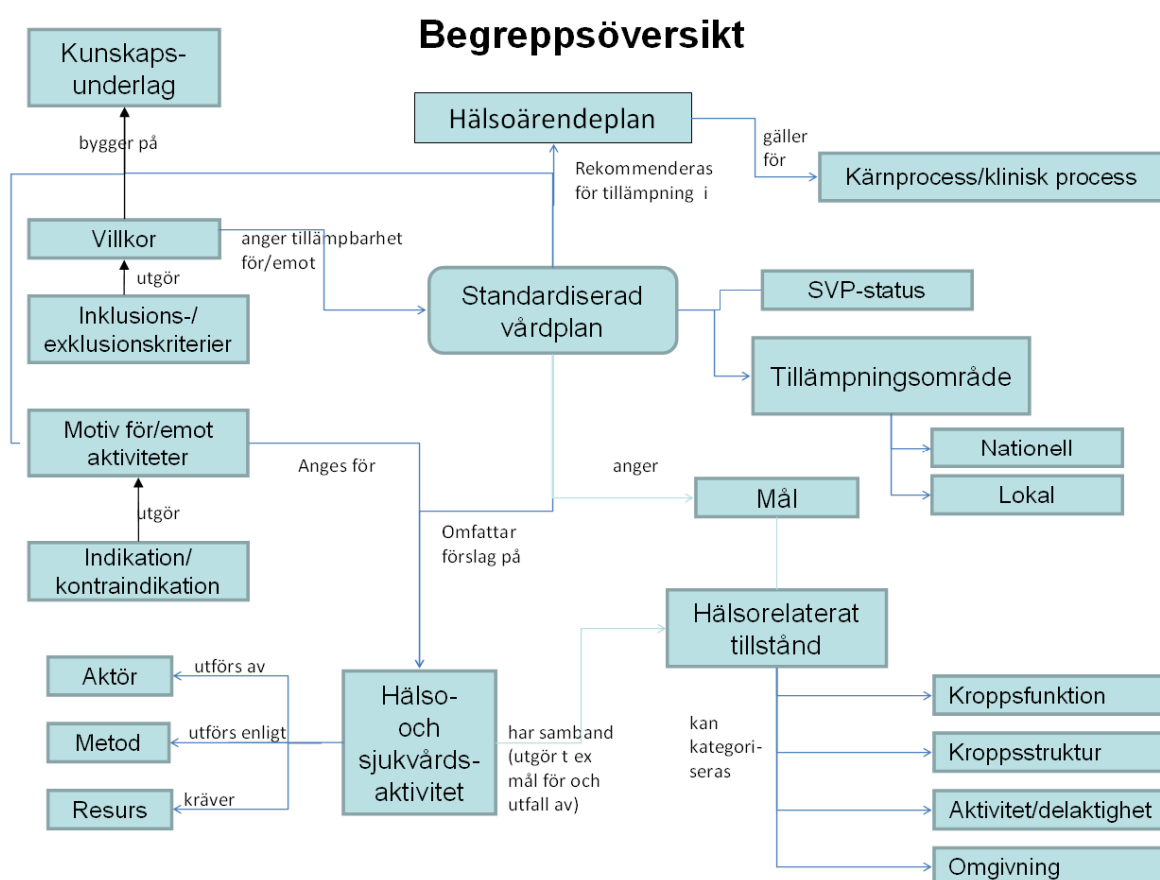 Begreppsöversikt
Kunskaps-
underlag
Hälsoärendeplan
gäller
för
bygger på
Rekommenderas
för tillämpning i
Kärnprocess/klinisk process
Villkor
anger tillämpbarhet
för/emot
utgör
Standardiserad
vårdplan
SVP-status
Inklusions-/
exklusionskriterier
Tillämpningsområde
Motiv för/emot
aktiviteter
Nationell
Anges för
anger
Mål
Lokal
utgör
Omfattar
förslag på
Indikation/
kontraindikation
Hälsorelaterat
tillstånd
Aktör
utförs av
Hälso-
och
sjukvårds-
aktivitet
Kroppsfunktion
Metod
utförs enligt
har samband
(utgör t ex
mål för och
utfall av)
kan
kategori-
seras
Kroppsstruktur
Resurs
kräver
Aktivitet/delaktighet
Omgivning